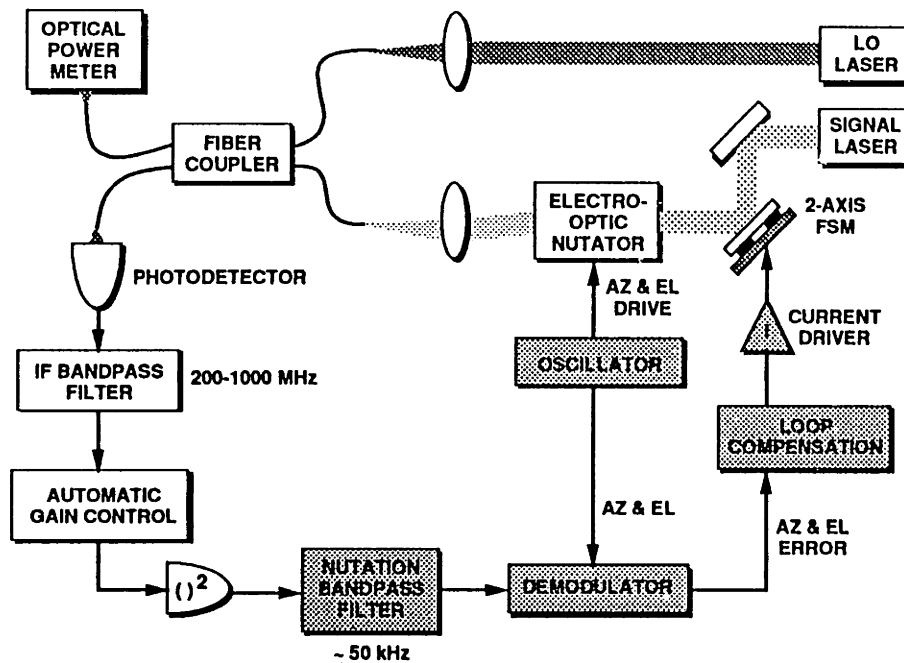 OPTICAL
POWER
METER
LO
LASER
SIGNAL
LASER
FIBER
COUPLER
ELECTRO-
OPTIC
NUTATOR
2-AXIS
FSM
PHOTODETECTOR
AZ & EL
DRIVE
I
CURRENT
DRIVER
IF BANDPASS
FILTER
200-1000 MHz
OSCILLATOR
LOOP
COMPENSATION
AUTOMATIC
GAIN CONTROL
AZ & EL
AZ & EL
ERROR
( )²
NUTATION
BANDPASS
FILTER
DEMODULATOR
~ 50 kHz